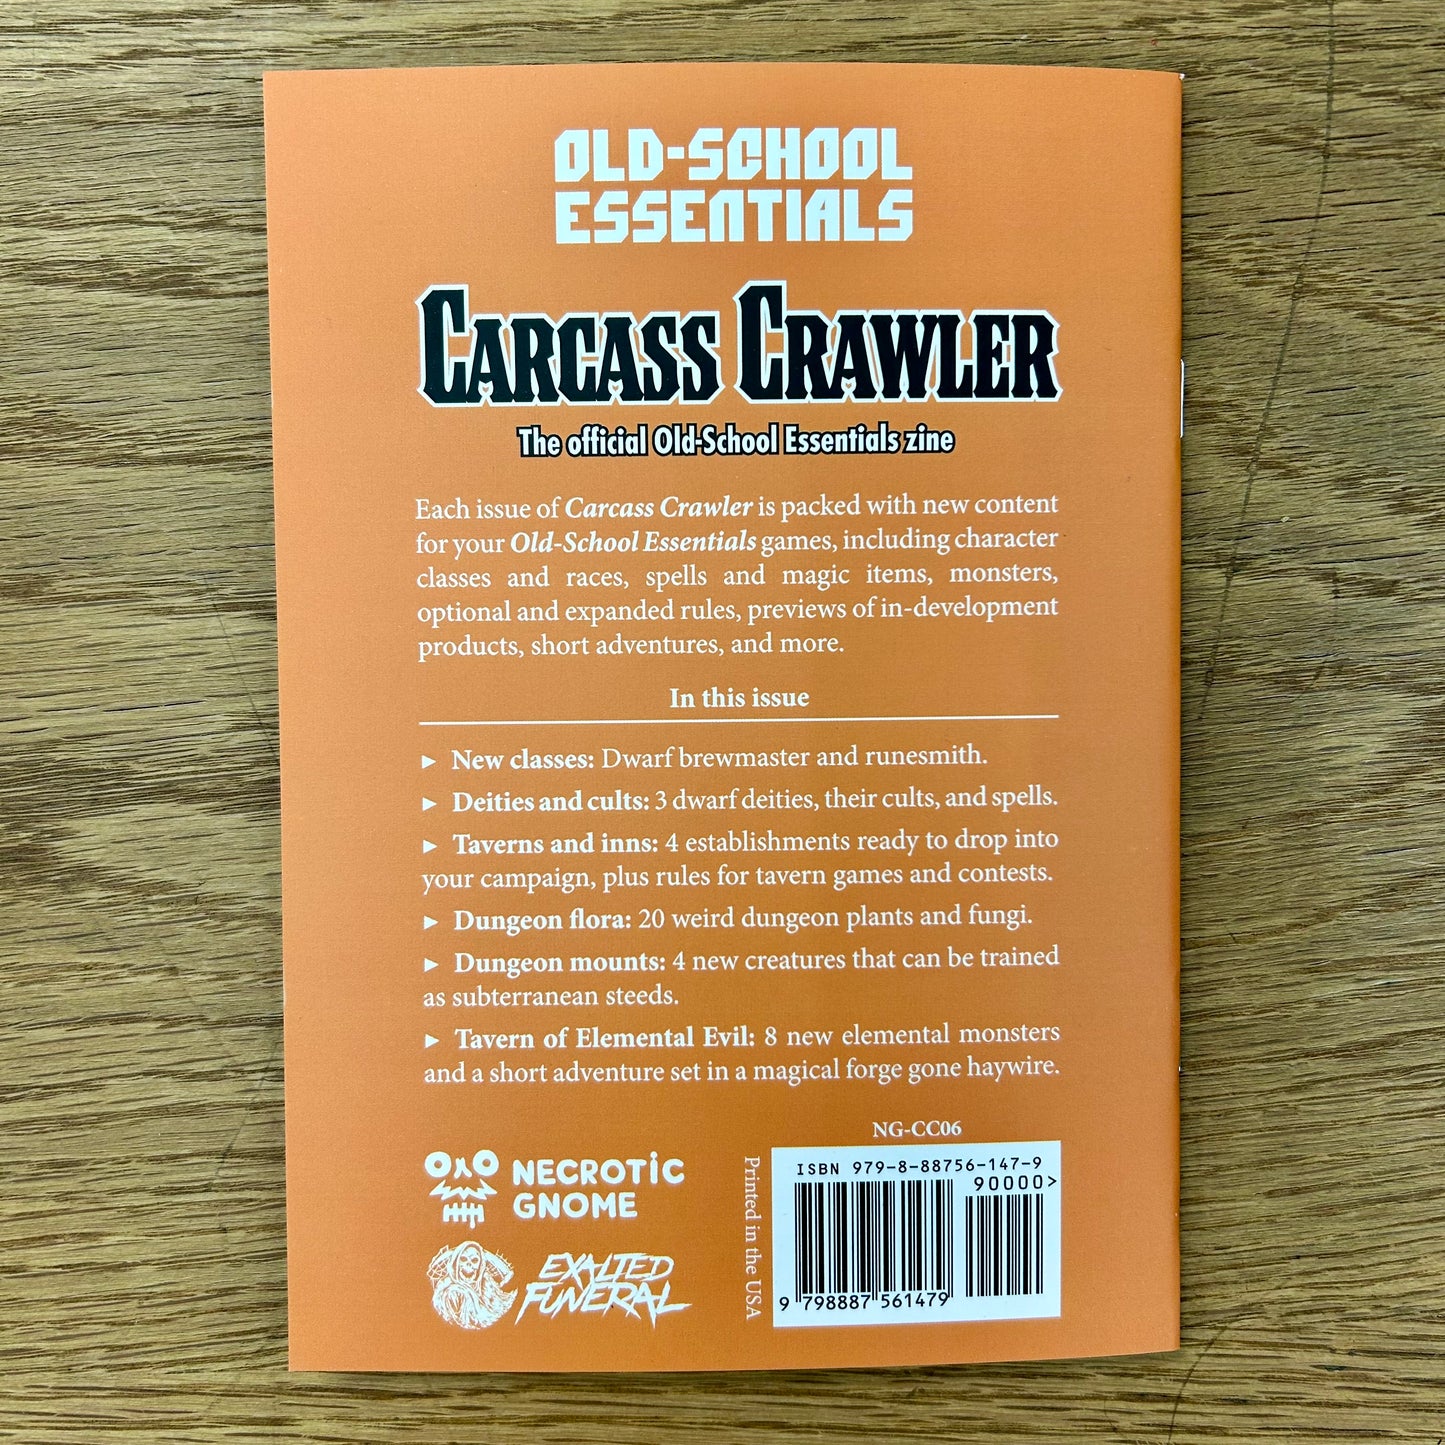 OLD-SCHOOL
ESSENTIALS
CARCASS CRAWLER
The official Old-School Essentials zine
Each issue of Carcass Crawler is packed with new content
for your Old-School Essentials games, including character
classes and races, spells and magic items, monsters,
optional and expanded rules, previews of in-development
products, short adventures, and more.
In this issue
► New classes: Dwarf brewmaster and runesmith.
► Deities and cults: 3 dwarf deities, their cults, and spells.
► Taverns and inns: 4 establishments ready to drop into
your campaign, plus rules for tavern games and contests.
► Dungeon flora: 20 weird dungeon plants and fungi.
► Dungeon mounts: 4 new creatures that can be trained
as subterranean steeds.
► Tavern of Elemental Evil: 8 new elemental monsters
and a short adventure set in a magical forge gone haywire.
NECROTIC
GNOME
EXALTED
FUNERAL
Printed in the USA
NG-CC06
ISBN 979-8-88756-147-9
90000>
9 798887 561479